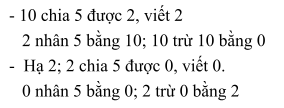 - 10 chia 5 được 2, viết 2
2 nhân 5 bằng 10; 10 trừ 10 bằng 0
- Hạ 2; 2 chia 5 được 0, viết 0.
0 nhân 5 bằng 0; 2 trừ 0 bằng 2